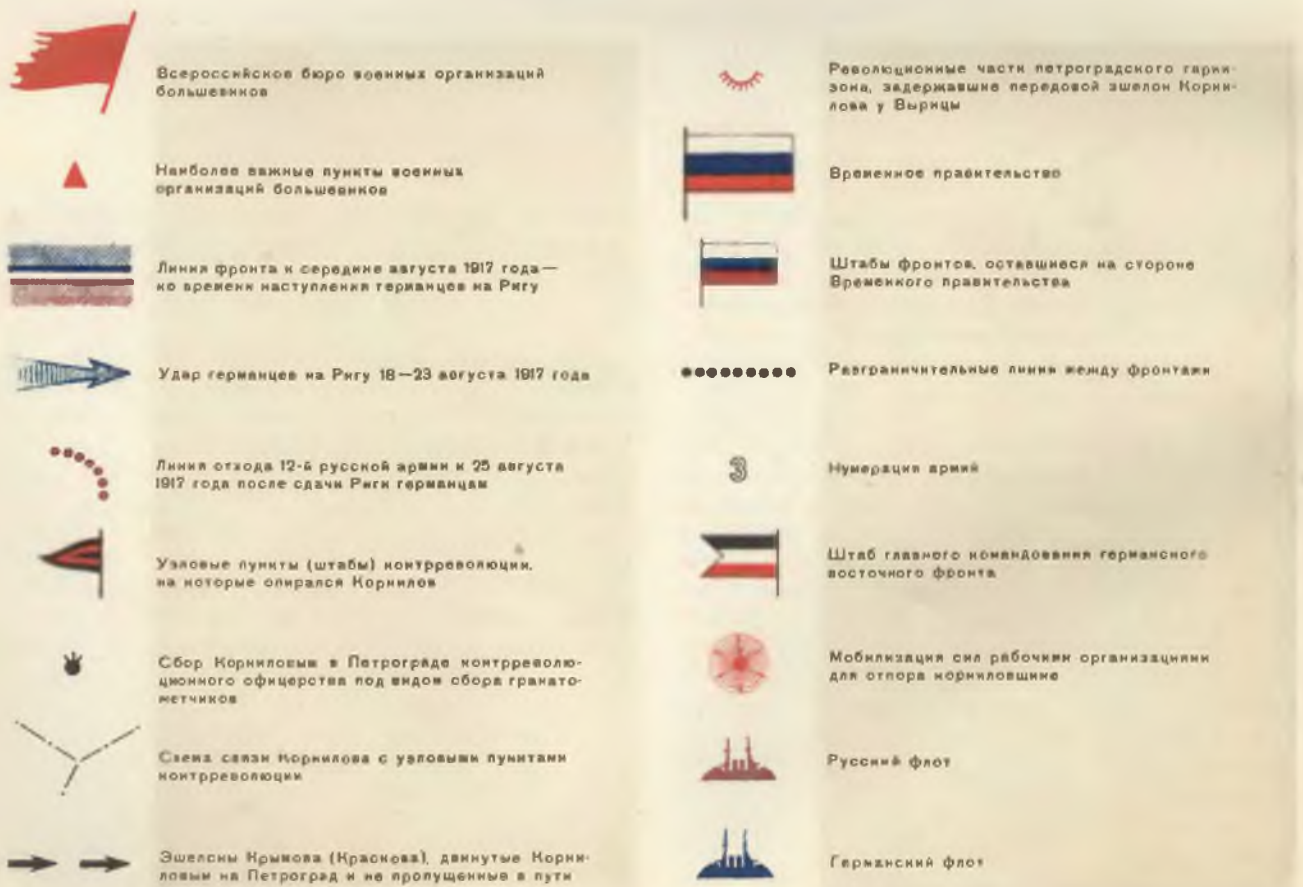 Всероссийское бюро военных организаций
большевиков
Наиболее важные пункты военных
организаций большевиков
Линия фронта к середине августа 1917 года—
ко времени наступления германцев на Ригу
Удар германцев на Ригу 18—23 августа 1917 года
Линия отхода 12-й русской армии к 25 августа
1917 года после сдачи Риги германцам
Узловые пункты (штабы) контрреволюции,
на которые опирался Корнилов
Сбор Корниловым в Петрограде контрреволю-
ционного офицерства под видом сбора гранато-
метчиков
Схема связи Корнилова с узловыми пунктами
контрреволюции
Эшелоны Крымова (Краснова), двинутые Корни-
ловым на Петроград и не пропущенные в пути
Революционные части петроградского гарни-
зона, задержавшие передовой эшелон Корни-
лова у Вырицы
Временное правительство
Штабы фронтов, оставшиеся на стороне
Временного правительства
Разграничительные линии между фронтами
3
Нумерация армий
Штаб главного командования германского
восточного фронта
Мобилизация сил рабочими организациями
для отпора корниловщине
Русский флот
Германский флот